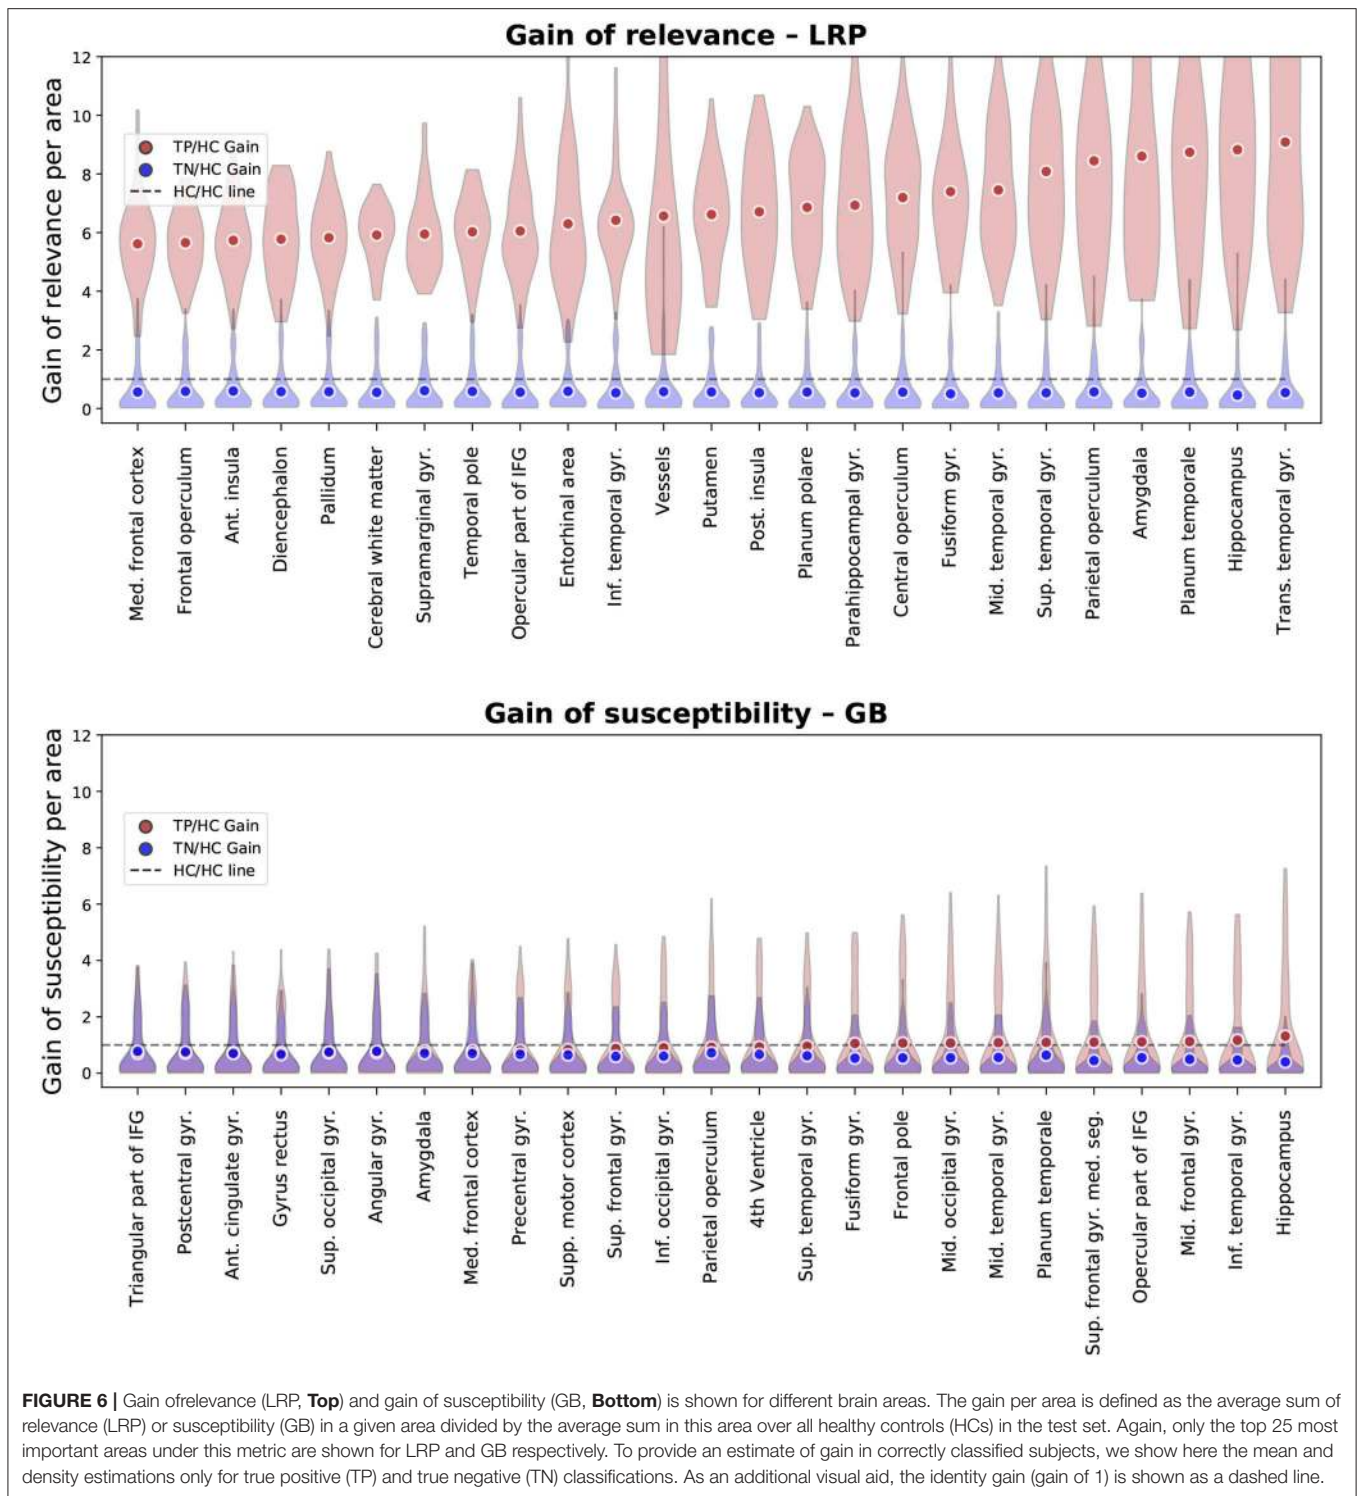 Gain of relevance – LRP
Gain of relevance per area
12
10
8
6
4
2
0
TP/HC Gain
TN/HC Gain
HC/HC line
Med. frontal cortex
Frontal operculum
Ant. insula
Diencephalon
Pallidum
Cerebral white matter
Supramarginal gyr.
Temporal pole
Opercular part of IFG
Entorhinal area
Inf. temporal gyr.
Vessels
Putamen
Post. insula
Planum polare
Parahippocampal gyr.
Central operculum
Fusiform gyr.
Mid. temporal gyr.
Sup. temporal gyr.
Parietal operculum
Amygdala
Planum temporale
Hippocampus
Trans. temporal gyr.
Gain of susceptibility – GB
Gain of susceptibility per area
12
10
8
6
4
2
0
TP/HC Gain
TN/HC Gain
HC/HC line
Triangular part of IFG
Postcentral gyr.
Ant. cingulate gyr.
Gyrus rectus
Sup. occipital gyr.
Angular gyr.
Amygdala
Med. frontal cortex
Precentral gyr.
Supp. motor cortex
Sup. frontal gyr.
Inf. occipital gyr.
Parietal operculum
4th Ventricle
Sup. temporal gyr.
Fusiform gyr.
Frontal pole
Mid. occipital gyr.
Mid. temporal gyr.
Planum temporale
Sup. frontal gyr. med. seg.
Opercular part of IFG
Mid. frontal gyr.
Inf. temporal gyr.
Hippocampus
FIGURE 6 | Gain ofrelevance (LRP, Top) and gain of susceptibility (GB, Bottom) is shown for different brain areas. The gain per area is defined as the average sum of
relevance (LRP) or susceptibility (GB) in a given area divided by the average sum in this area over all healthy controls (HCs) in the test set. Again, only the top 25 most
important areas under this metric are shown for LRP and GB respectively. To provide an estimate of gain in correctly classified subjects, we show here the mean and
density estimations only for true positive (TP) and true negative (TN) classifications. As an additional visual aid, the identity gain (gain of 1) is shown as a dashed line.